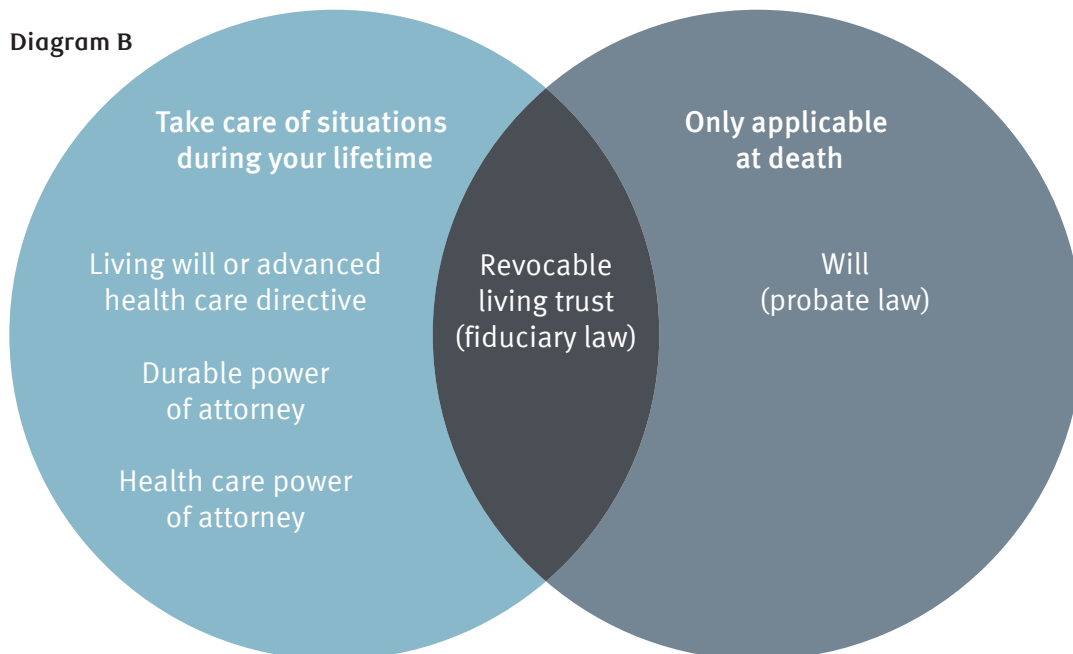 Diagram B
Take care of situations
during your lifetime
Living will or advanced
health care directive
Durable power
of attorney
Health care power
of attorney
Revocable
living trust
(fiduciary law)
Only applicable
at death
Will
(probate law)